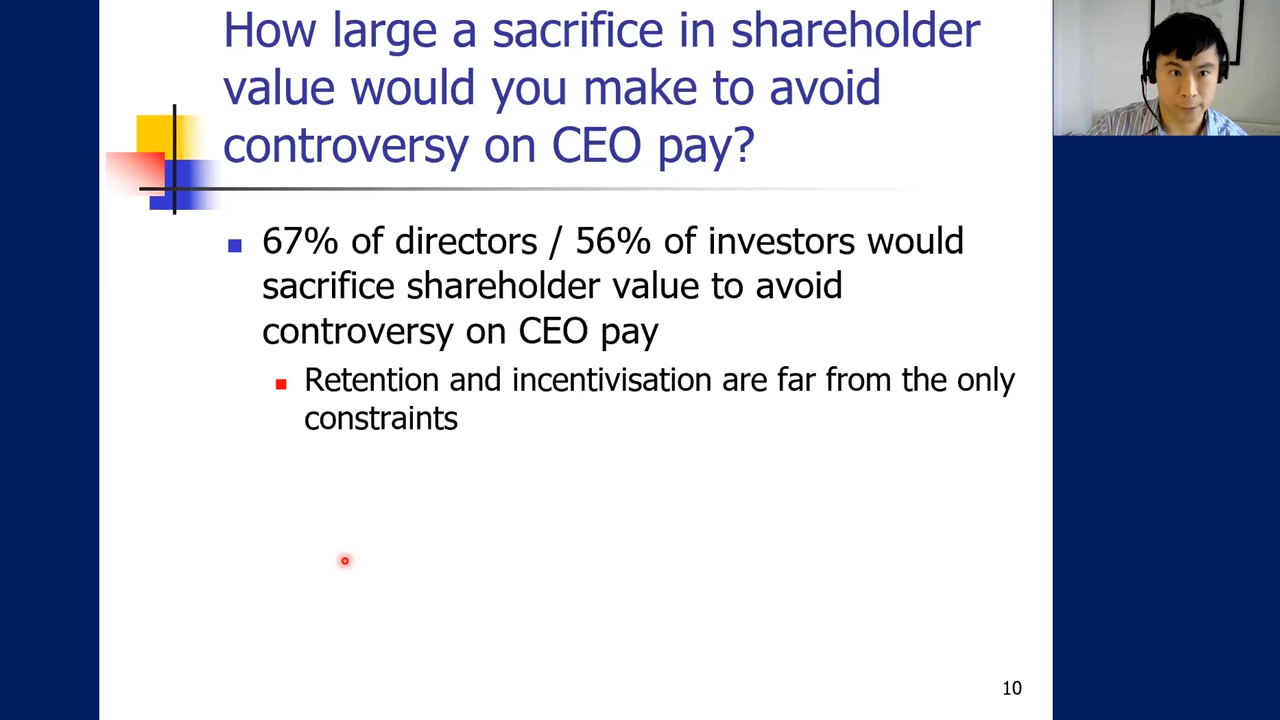 How large a sacrifice in shareholder
value would you make to avoid
controversy on CEO pay?
67% of directors / 56% of investors would
sacrifice shareholder value to avoid
controversy on CEO pay
Retention and incentivisation are far from the only
constraints
10